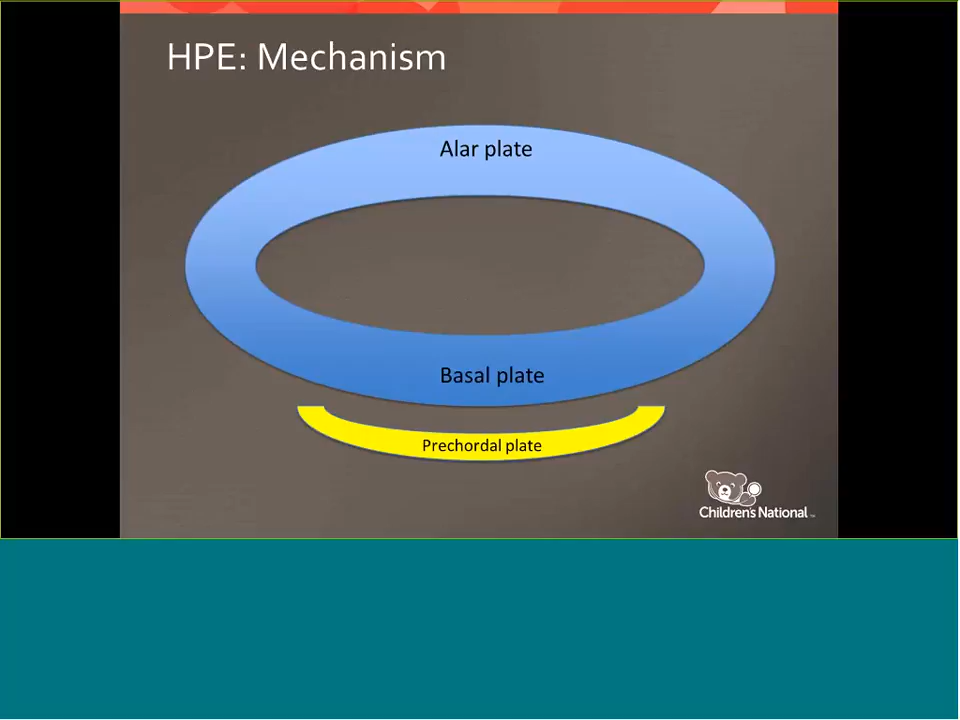 HPE: Mechanism
Alar plate
Basal plate
Prechordal plate
Children's National